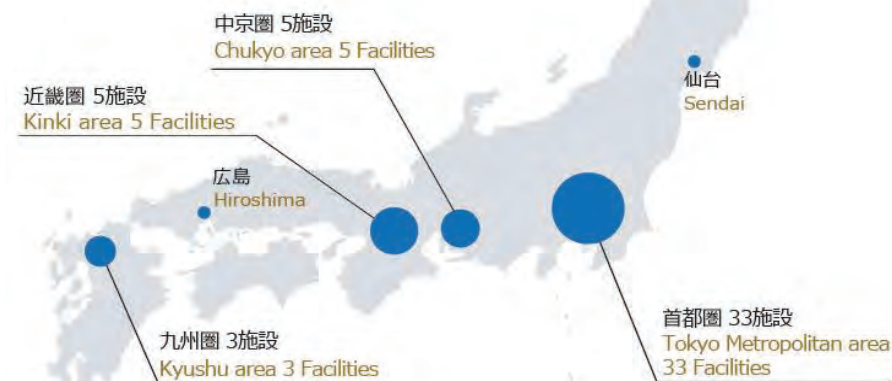 中京圏 5施設
Chukyo area 5 Facilities
近畿圏 5施設
Kinki area 5 Facilities
仙台
Sendai
広島
Hiroshima
九州圏 3施設
Kyushu area 3 Facilities
首都圏 33施設
Tokyo Metropolitan area
33 Facilities